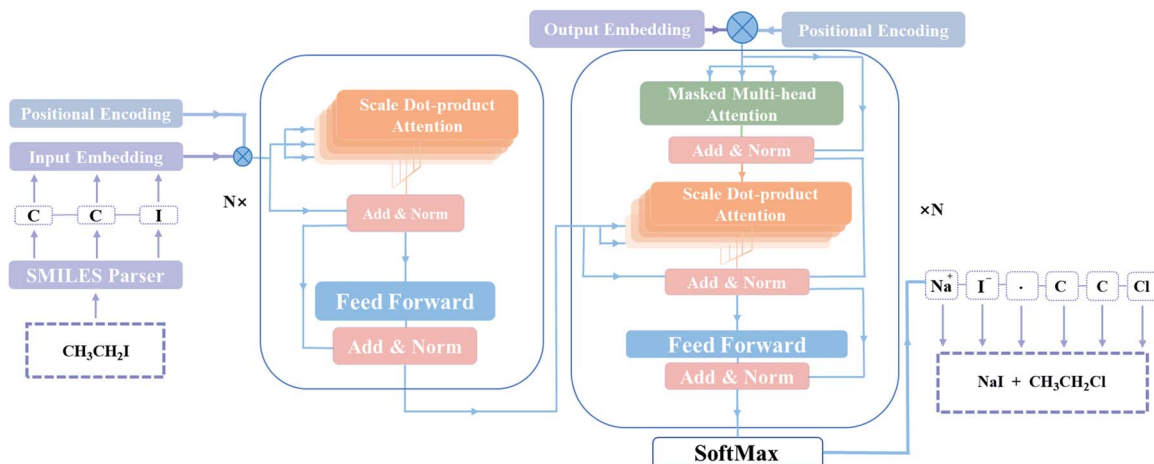 Output Embedding
Positional Encoding
Positional Encoding
Input Embedding
C
C
I
SMILES Parser
CH₃CH₂I
N×
Scale Dot-product
Attention
Add & Norm
Feed Forward
Add & Norm
Masked Multi-head
Attention
Add & Norm
Scale Dot-product
Attention
Add & Norm
Feed Forward
Add & Norm
SoftMax
×N
Na⁺
I⁻
.
C
C
Cl
NaI + CH₃CH₂Cl